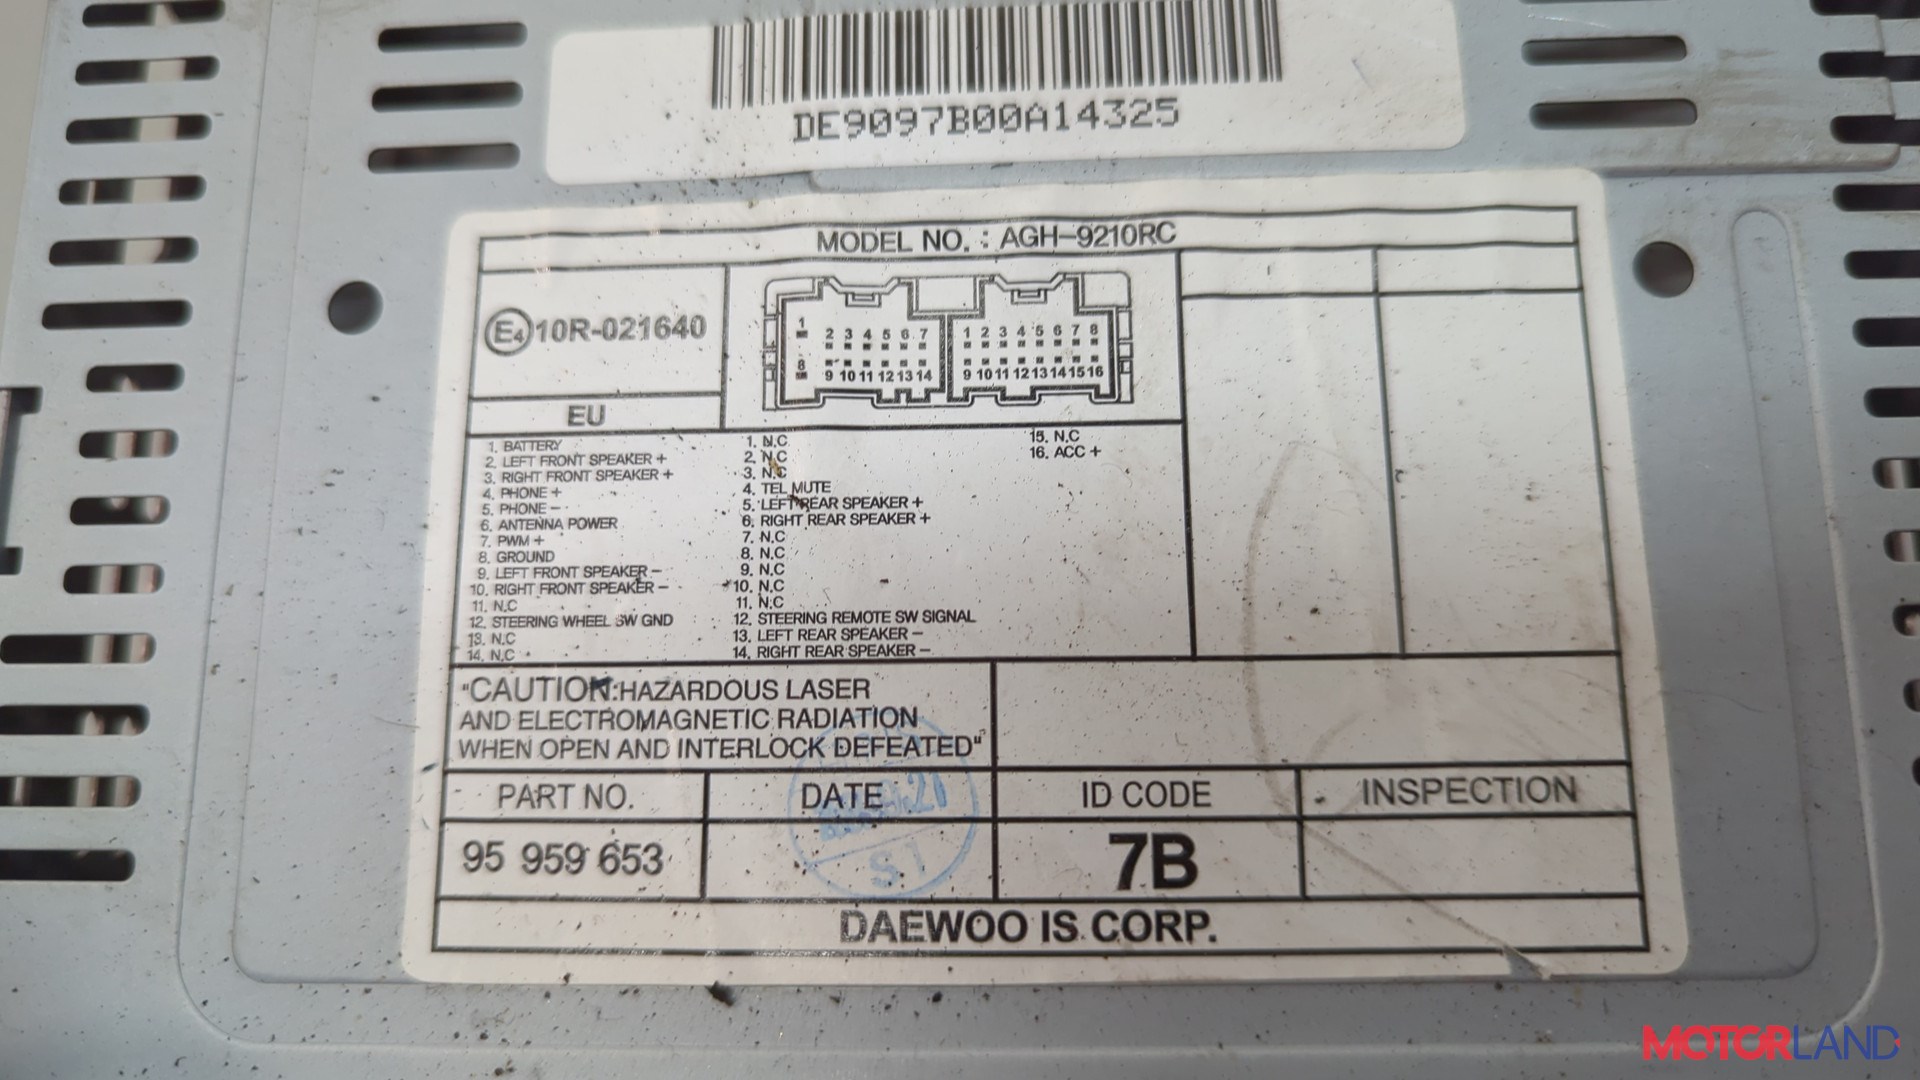 DE9097B00A14325
MODEL NO. : AGH-9210RC
E4 10R-021640
1 2 3 4 5 6 7
8 9 10 11 12 13 14
1 2 3 4 5 6 7 8
9 10 11 12 13 14 15 16
EU
1. BATTERY
2. LEFT FRONT SPEAKER +
3. RIGHT FRONT SPEAKER +
4. PHONE +
5. PHONE -
6. ANTENNA POWER
7. PWM +
8. GROUND
9. LEFT FRONT SPEAKER -
10. RIGHT FRONT SPEAKER -
11. N.C
12. STEERING WHEEL SW GND
13. N.C
14. N.C
1. N.C
2. N.C
3. N.C
4. TEL MUTE
5. LEFT REAR SPEAKER +
6. RIGHT REAR SPEAKER +
7. N.C
8. N.C
9. N.C
10. N.C
11. N.C
12. STEERING REMOTE SW SIGNAL
13. LEFT REAR SPEAKER -
14. RIGHT REAR SPEAKER -
15. N.C
16. ACC +
"CAUTION:HAZARDOUS LASER
AND ELECTROMAGNETIC RADIATION
WHEN OPEN AND INTERLOCK DEFEATED"
PART NO. DATE ID CODE INSPECTION
95 959 653 7B
DAEWOO IS CORP.
MOTORLAND